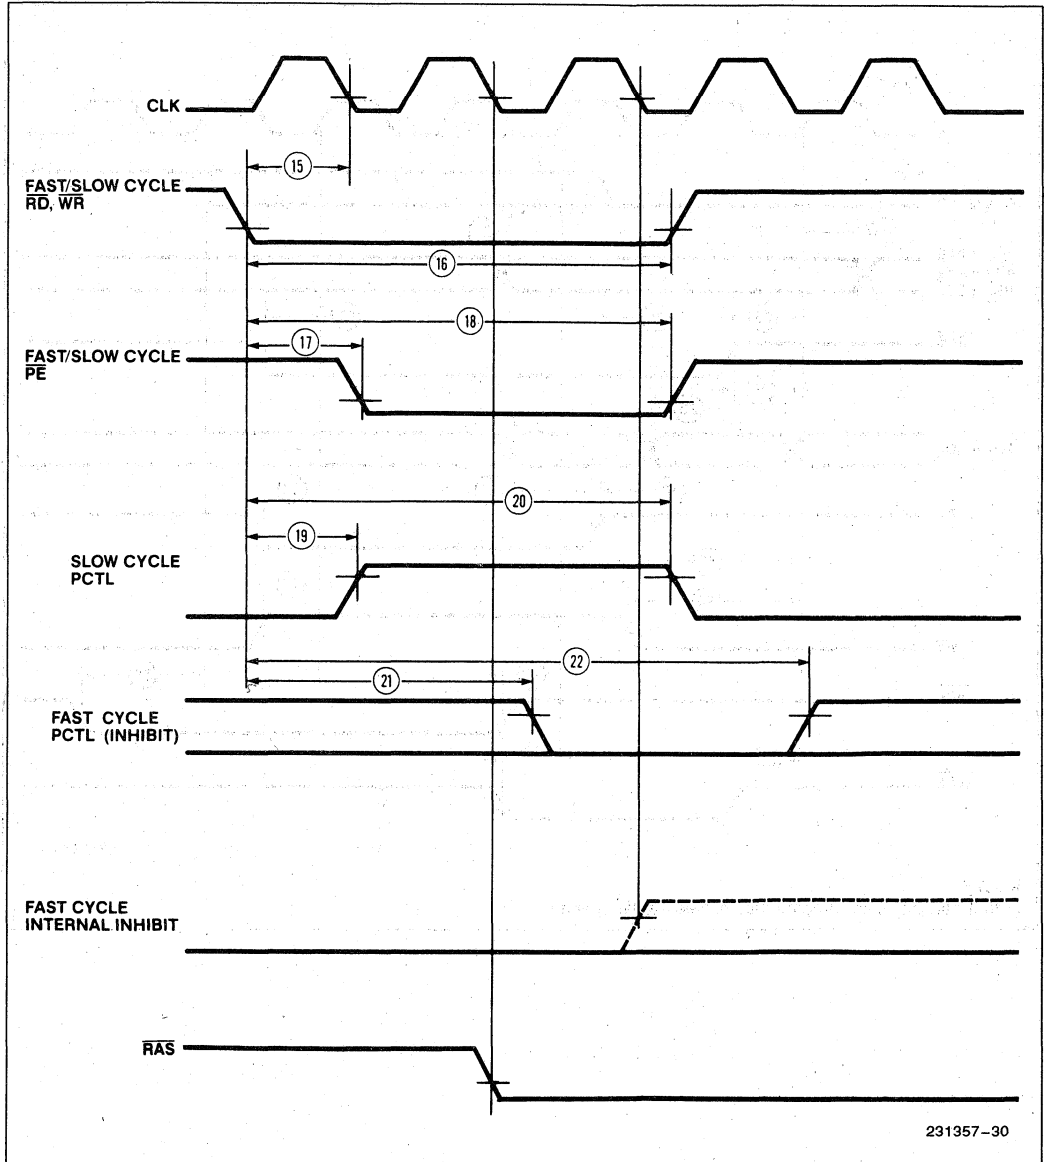 CLK
15
FAST/SLOW CYCLE
RD, WR
16
18
17
FAST/SLOW CYCLE
PE
20
19
SLOW CYCLE
PCTL
22
21
FAST CYCLE
PCTL (INHIBIT)
FAST CYCLE
INTERNAL INHIBIT
RAS
231357-30